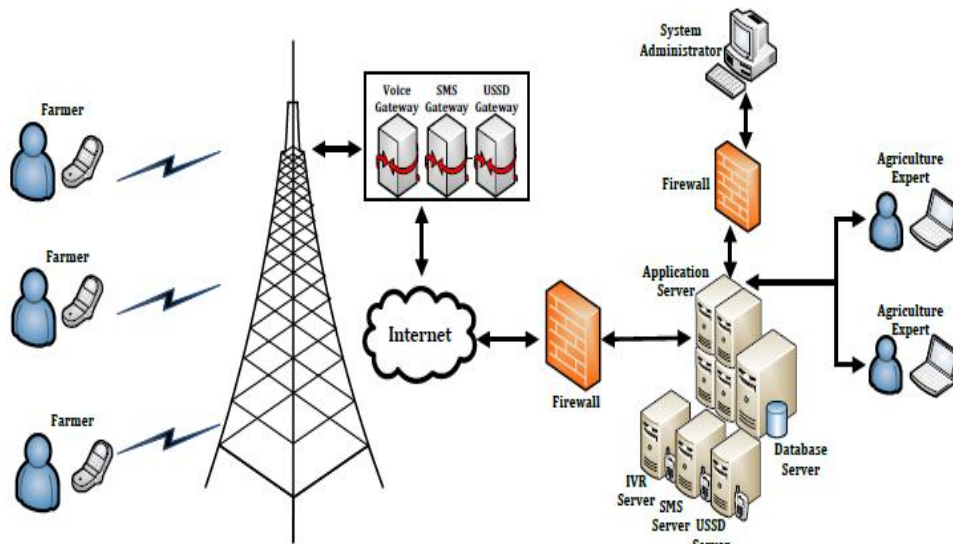 System
Administrator
Voice
Gateway
SMS
Gateway
USSD
Gateway
Farmer
Firewall
Agriculture
Expert
Farmer
Application
Server
Internet
Agriculture
Expert
Firewall
Farmer
Database
Server
IVR
Server
SMS
Server
USSD
Server